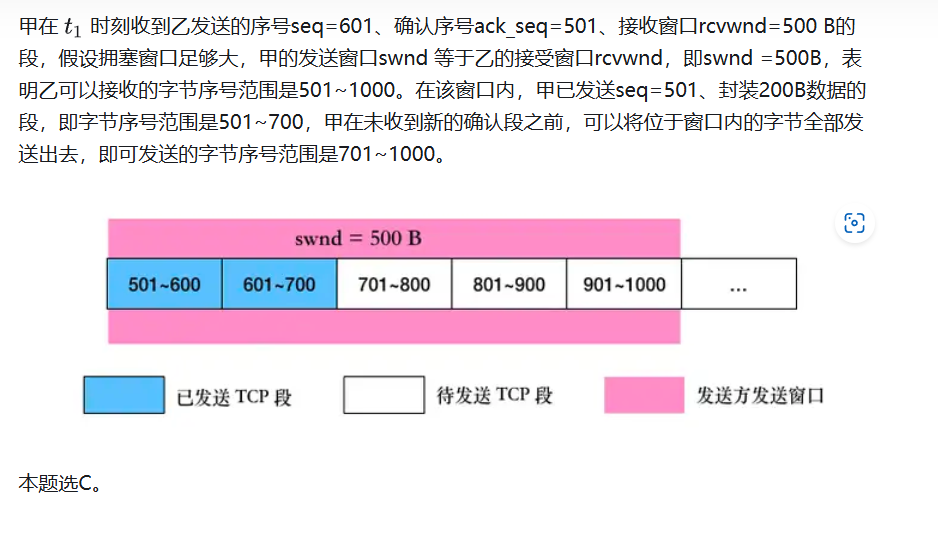 甲在 t₁ 时刻收到乙发送的序号seq=601、确认序号ack_seq=501、接收窗口rcvwnd=500 B的
段，假设拥塞窗口足够大，甲的发送窗口swnd 等于乙的接受窗口rcvwnd，即swnd =500B，表
明乙可以接收的字节序号范围是501~1000。在该窗口内，甲已发送seq=501、封装200B数据的
段，即字节序号范围是501~700，甲在未收到新的确认段之前，可以将位于窗口内的字节全部发
送出去，即可发送的字节序号范围是701~1000。
swnd = 500 B
501~600 601~700 701~800 801~900 901~1000 ...
已发送 TCP 段 待发送 TCP 段 发送方发送窗口
本题选C。